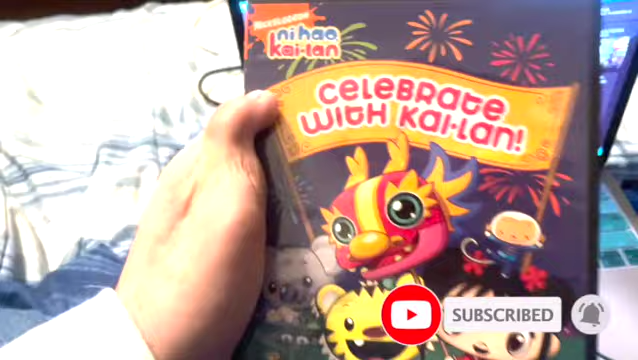 NICKELODEON
ni hao
kai-lan
CELEBRATE
WITH KAI-LAN!
SUBSCRIBED